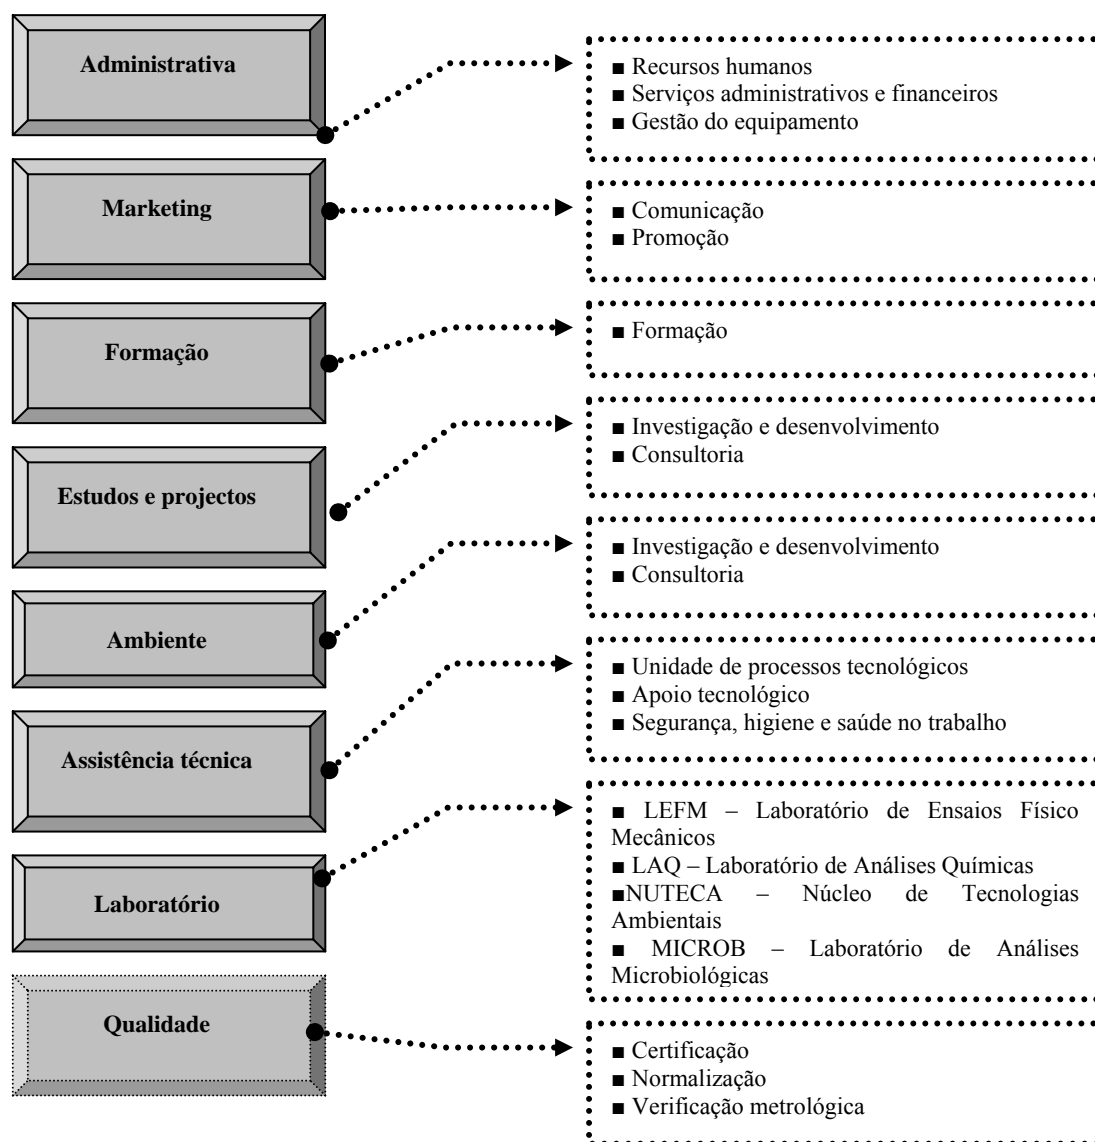 Administrativa
■ Recursos humanos
■ Serviços administrativos e financeiros
■ Gestão do equipamento
Marketing
■ Comunicação
■ Promoção
Formação
■ Formação
Estudos e projectos
■ Investigação e desenvolvimento
■ Consultoria
Ambiente
■ Investigação e desenvolvimento
■ Consultoria
Assistência técnica
■ Unidade de processos tecnológicos
■ Apoio tecnológico
■ Segurança, higiene e saúde no trabalho
Laboratório
■ LEFM – Laboratório de Ensaios Físico
Mecânicos
■ LAQ – Laboratório de Análises Químicas
■NUTECA – Núcleo de Tecnologias
Ambientais
■ MICROB – Laboratório de Análises
Microbiológicas
Qualidade
■ Certificação
■ Normalização
■ Verificação metrológica